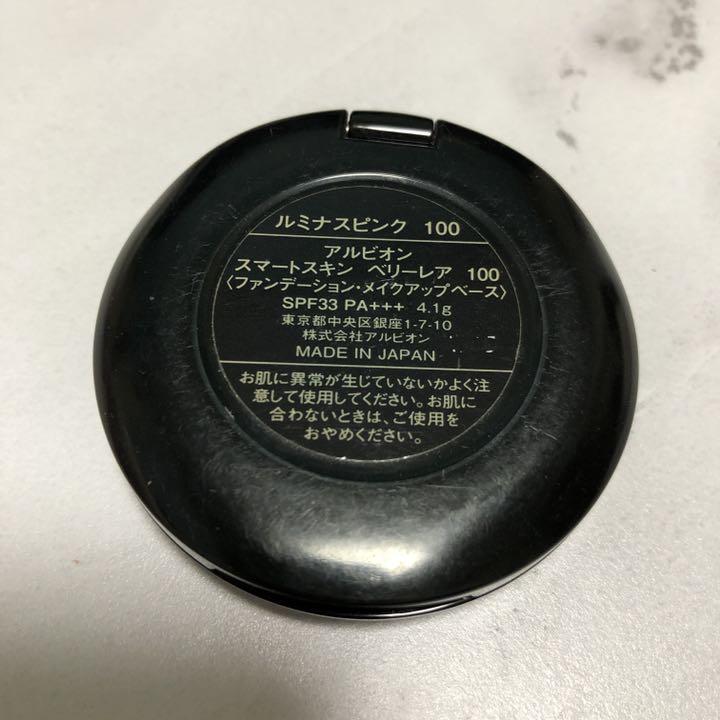 ルミナスピンク 100
アルビオン
スマートスキン ベリーレア 100
〈ファンデーション・メイクアップベース〉
SPF33 PA+++ 4.1g
東京都中央区銀座1-7-10
株式会社アルビオン
MADE IN JAPAN
お肌に異常が生じていないかよく注
意して使用してください。お肌に
合わないときは、ご使用を
おやめください。